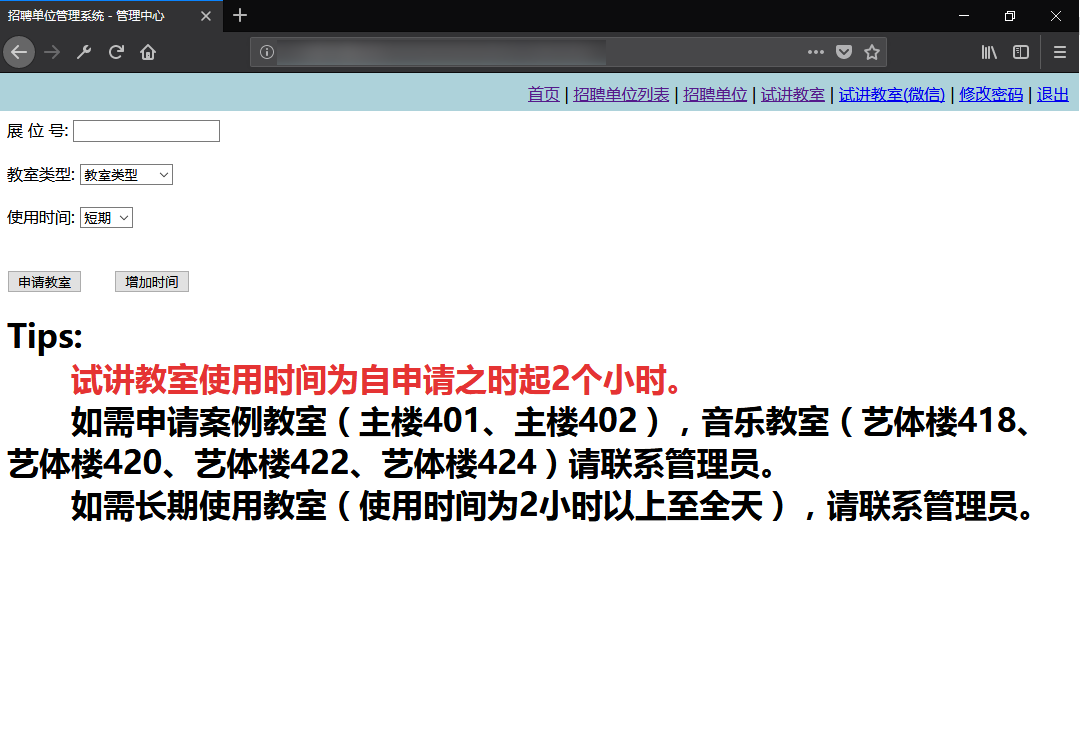 招聘单位管理系统 - 管理中心
首页 | 招聘单位列表 | 招聘单位 | 试讲教室 | 试讲教室(微信) | 修改密码 | 退出
展 位 号:
教室类型: 教室类型
使用时间: 短期
申请教室 增加时间
Tips:
试讲教室使用时间为自申请之时起2个小时。
如需申请案例教室（主楼401、主楼402），音乐教室（艺体楼418、
艺体楼420、艺体楼422、艺体楼424）请联系管理员。
如需长期使用教室（使用时间为2小时以上至全天），请联系管理员。